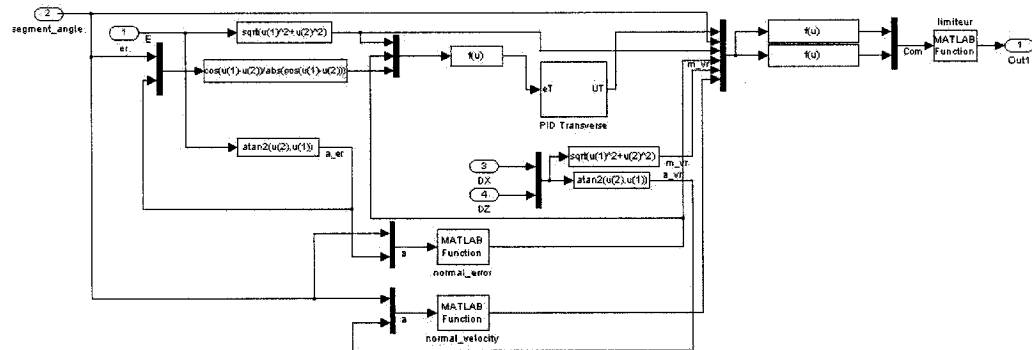 2
segment_angle
1
E
er
sqrt(u(1)^2+u(2)^2)
cos(u(1)-u(2))/abs(cos(u(1)-u(2)))
atan2(u(2),u(1))
a_er
f(u)
eT
UT
PID Transverse
3
DX
4
DZ
sqrt(u(1)^2+u(2)^2)
m_vr
atan2(u(2),u(1))
a_vr
m_vr
f(u)
f(u)
Com
limiteur
MATLAB
Function
1
Out1
a
MATLAB
Function
normal_error
a
MATLAB
Function
normal_velocity